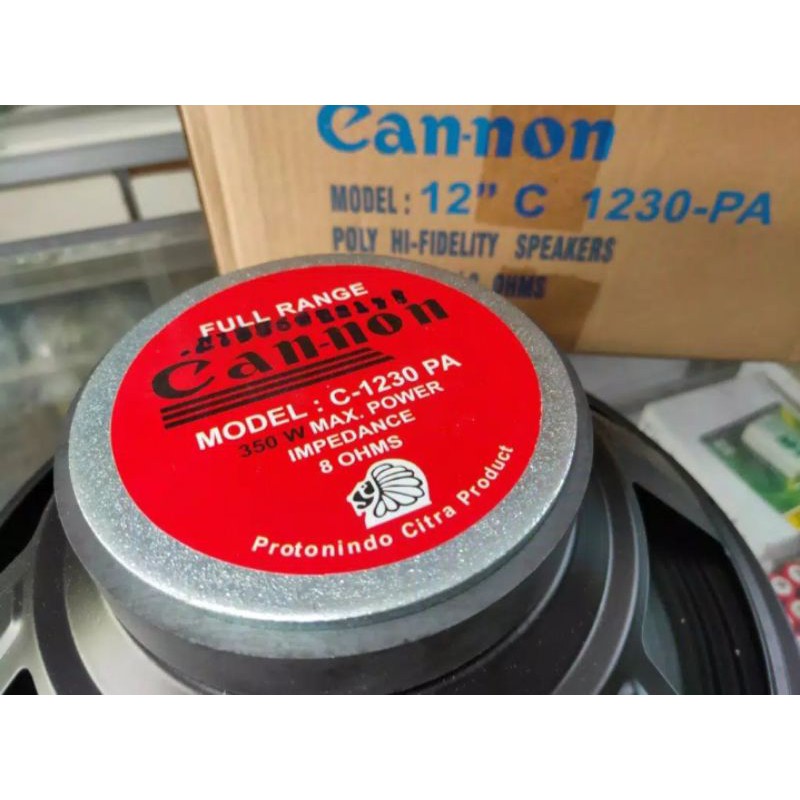 Can-non
MODEL : 12” C 1230-PA
POLY HI-FIDELITY SPEAKERS
OHMS
FULL RANGE
Can-non
MODEL : C-1230 PA
350 W MAX. POWER
IMPEDANCE
8 OHMS
Protonindo Citra Product